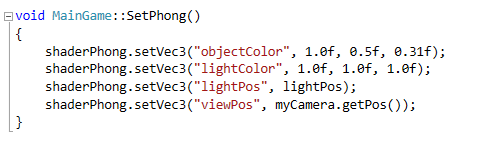 void MainGame::SetPhong()
{
    shaderPhong.setVec3("objectColor", 1.0f, 0.5f, 0.31f);
    shaderPhong.setVec3("lightColor", 1.0f, 1.0f, 1.0f);
    shaderPhong.setVec3("lightPos", lightPos);
    shaderPhong.setVec3("viewPos", myCamera.getPos());
}